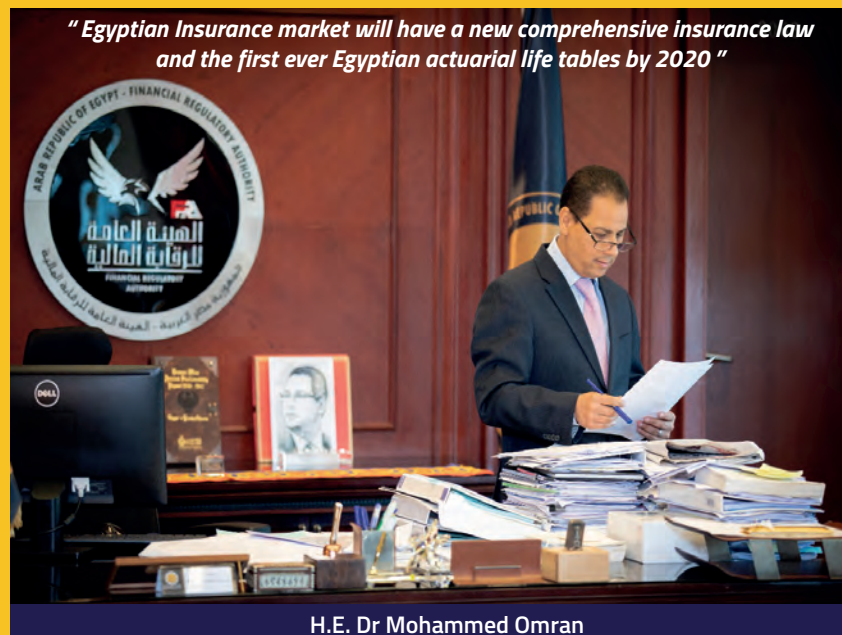 “ Egyptian Insurance market will have a new comprehensive insurance law
and the first ever Egyptian actuarial life tables by 2020 ”
ARAB REPUBLIC OF EGYPT - FINANCIAL REGULATORY AUTHORITY
الهيئة العامة
للرقابة المالية
FINANCIAL REGULATORY
AUTHORITY
جمهورية مصر العربية - الهيئة العامة للرقابة المالية
REPUBLIC
DELL
H.E. Dr Mohammed Omran